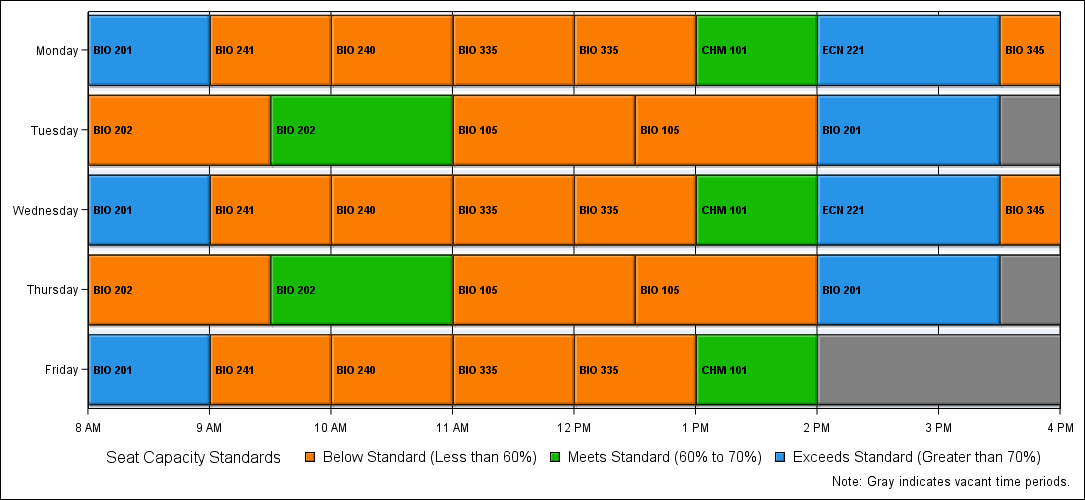 Monday BIO 201 BIO 241 BIO 240 BIO 335 BIO 335 CHM 101 ECN 221 BIO 345
Tuesday BIO 202 BIO 202 BIO 105 BIO 105 BIO 201
Wednesday BIO 201 BIO 241 BIO 240 BIO 335 BIO 335 CHM 101 ECN 221 BIO 345
Thursday BIO 202 BIO 202 BIO 105 BIO 105 BIO 201
Friday BIO 201 BIO 241 BIO 240 BIO 335 BIO 335 CHM 101
8 AM 9 AM 10 AM 11 AM 12 PM 1 PM 2 PM 3 PM 4 PM
Seat Capacity Standards Below Standard (Less than 60%) Meets Standard (60% to 70%) Exceeds Standard (Greater than 70%)
Note: Gray indicates vacant time periods.